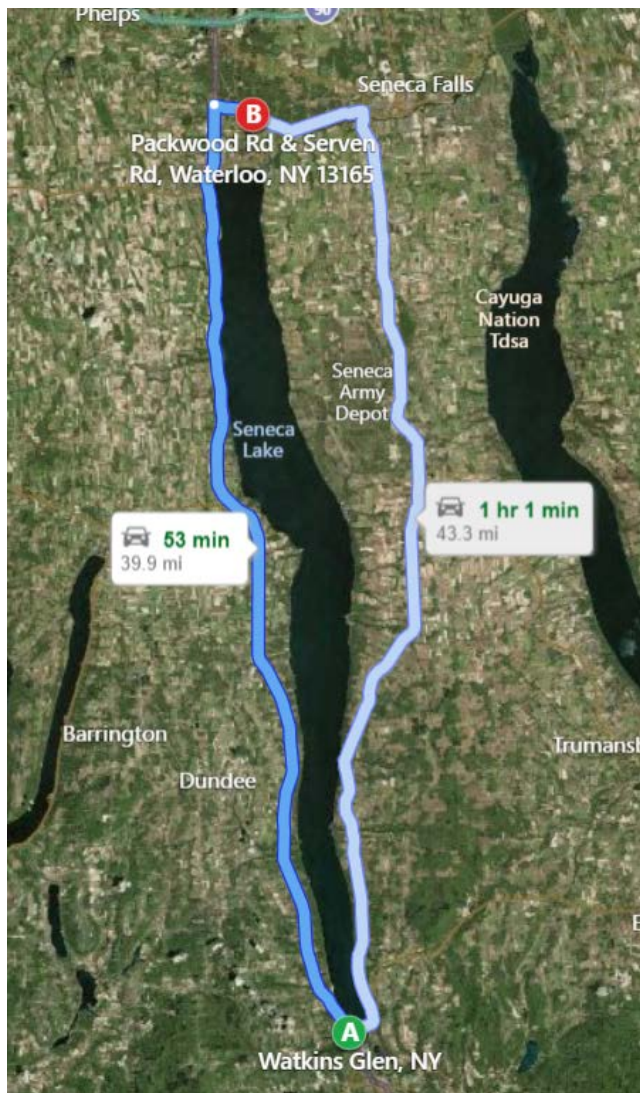 Phelps
90
Seneca Falls
B
Packwood Rd & Serven
Rd, Waterloo, NY 13165
Cayuga
Nation
Tdsa
Seneca
Army
Depot
Seneca
Lake
1 hr 1 min
43.3 mi
53 min
39.9 mi
Barrington
Trumansb
Dundee
E
A
Watkins Glen, NY